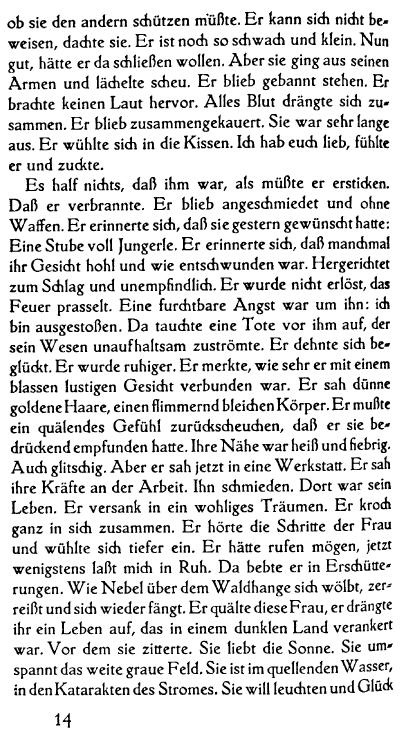 ob sie den andern schützen müßte. Er kann sich nicht be-
weisen, dachte sie. Er ist noch so schwach und klein. Nun
gut, hätte er da schließen wollen. Aber sie ging aus seinen
Armen und lächelte scheu. Er blieb gebannt stehen. Er
brachte keinen Laut hervor. Alles Blut drängte sich zu-
sammen. Er blieb zusammengekauert. Sie war sehr lange
aus. Er wühlte sich in die Kissen. Ich hab euch lieb, fühlte
er und zuckte.
Es half nichts, daß ihm war, als müßte er ersticken.
Daß er verbrannte. Er blieb angeschmiedet und ohne
Waffen. Er erinnerte sich, daß sie gestern gewünscht hatte:
Eine Stube voll Jungerle. Er erinnerte sich, daß manchmal
ihr Gesicht hohl und wie entschwunden war. Hergerichtet
zum Schlag und unempfindlich. Er wurde nicht erlöst, das
Feuer prasselt. Eine furchtbare Angst war um ihn: ich
bin ausgestoßen. Da tauchte eine Tote vor ihm auf, der
sein Wesen unaufhaltsam zuströmte. Er dehnte sich be-
glückt. Er wurde ruhiger. Er merkte, wie sehr er mit einem
blassen lustigen Gesicht verbunden war. Er sah dünne
goldene Haare, einen flimmernd bleichen Körper. Er mußte
ein quälendes Gefühl zurückscheuchen, daß er sie be-
drückend empfunden hatte. Ihre Nähe war heiß und fiebrig.
Auch glitschig. Aber er sah jetzt in eine Werkstatt. Er sah
ihre Kräfte an der Arbeit. Ihn schmieden. Dort war sein
Leben. Er versank in ein wohliges Träumen. Er kroch
ganz in sich zusammen. Er hörte die Schritte der Frau
und wühlte sich tiefer ein. Er hätte rufen mögen, jetzt
wenigstens laßt mich in Ruh. Da bebte er in Erschütte-
rungen. Wie Nebel über dem Waldhange sich wölbt, zer-
reißt und sich wieder fängt. Er quälte diese Frau, er drängte
ihr ein Leben auf, das in einem dunklen Land verankert
war. Vor dem sie zitterte. Sie liebt die Sonne. Sie um-
spannt das weite graue Feld. Sie ist im quellenden Wasser,
in den Katarakten des Stromes. Sie will leuchten und Glück
14